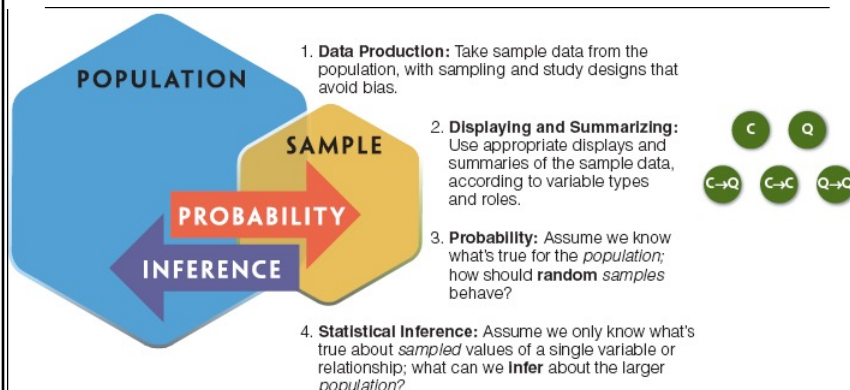 POPULATION
SAMPLE
PROBABILITY
INFERENCE
1. Data Production: Take sample data from the
population, with sampling and study designs that
avoid bias.
2. Displaying and Summarizing:
Use appropriate displays and
summaries of the sample data,
according to variable types
and roles.
C
Q
C→Q
C→C
Q→Q
3. Probability: Assume we know
what's true for the population;
how should random samples
behave?
4. Statistical Inference: Assume we only know what's
true about sampled values of a single variable or
relationship; what can we infer about the larger
population?